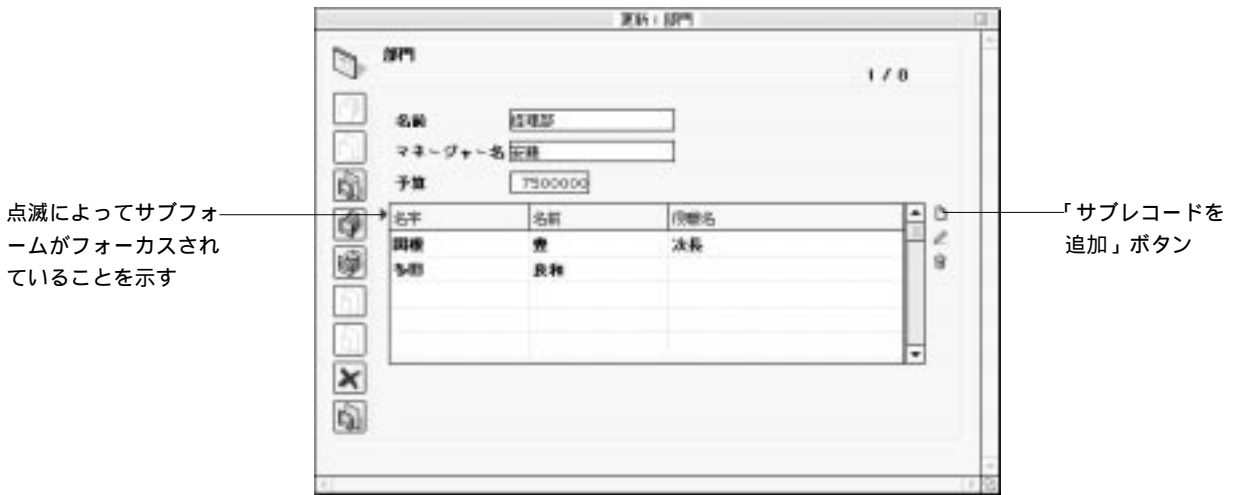 更新：部門
部門
1 / 8
名前 経理部
マネージャー名 安藤
予算 7500000
点滅によってサブフォ
ームがフォーカスされ
ていることを示す
名字 名前 役職名
豊 次長
多田 良和
「サブレコードを
追加」ボタン